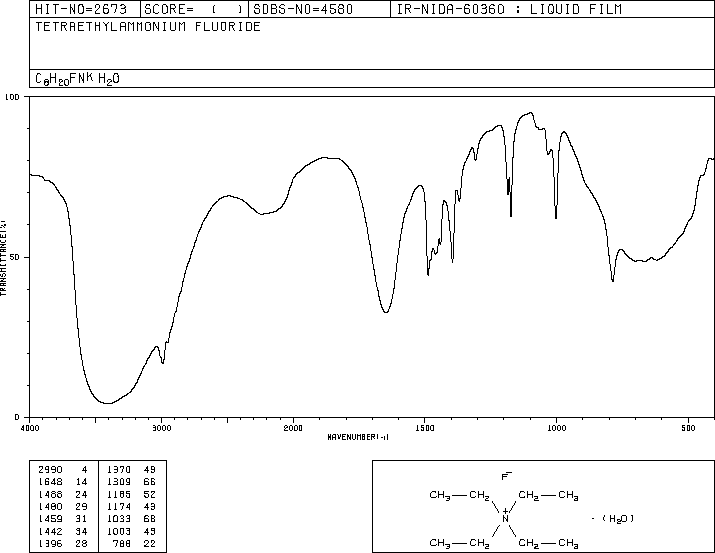 HIT-NO=2673 SCORE= ( ) SDBS-NO=4580 IR-NIDA-60360 : LIQUID FILM
TETRAETHYLAMMONIUM FLUORIDE
C8H20FNK H2O
100
50
0
TRANSMITTANCE(%)
4000 3000 2000 1500 1000 500
WAVENUMBER(-1)
2990 4 1370 49
1648 14 1309 66
1488 24 1185 52
1480 29 1174 49
1459 31 1033 66
1442 34 1003 49
1396 28 788 22
F−
CH3—CH2 CH2—CH3
N+ · (H2O)
CH3—CH2 CH2—CH3